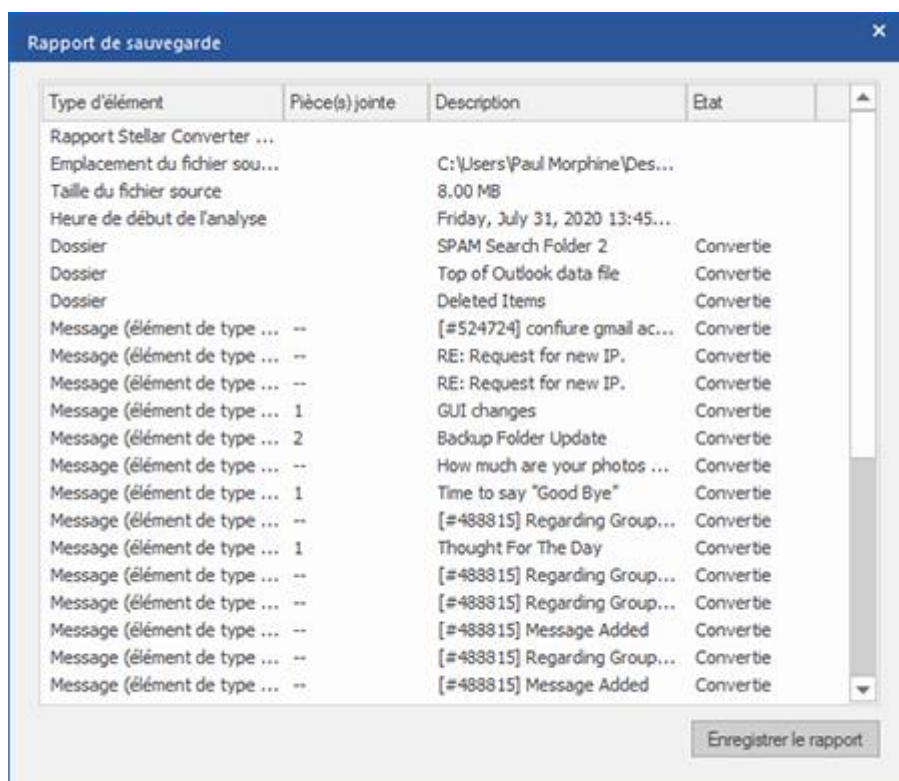 Rapport de sauvegarde
Type d'élément Pièce(s) jointe Description Etat
Rapport Stellar Converter ...
Emplacement du fichier sou... C:\Users\Paul Morphine\Des...
Taille du fichier source 8.00 MB
Heure de début de l'analyse Friday, July 31, 2020 13:45...
Dossier SPAM Search Folder 2 Convertie
Dossier Top of Outlook data file Convertie
Dossier Deleted Items Convertie
Message (élément de type ... -- [#524724] confiure gmail ac... Convertie
Message (élément de type ... -- RE: Request for new IP. Convertie
Message (élément de type ... -- RE: Request for new IP. Convertie
Message (élément de type ... 1 GUI changes Convertie
Message (élément de type ... 2 Backup Folder Update Convertie
Message (élément de type ... -- How much are your photos ... Convertie
Message (élément de type ... 1 Time to say "Good Bye" Convertie
Message (élément de type ... -- [#488815] Regarding Group... Convertie
Message (élément de type ... 1 Thought For The Day Convertie
Message (élément de type ... -- [#488815] Regarding Group... Convertie
Message (élément de type ... -- [#488815] Regarding Group... Convertie
Message (élément de type ... -- [#488815] Message Added Convertie
Message (élément de type ... -- [#488815] Regarding Group... Convertie
Message (élément de type ... -- [#488815] Message Added Convertie
Enregistrer le rapport